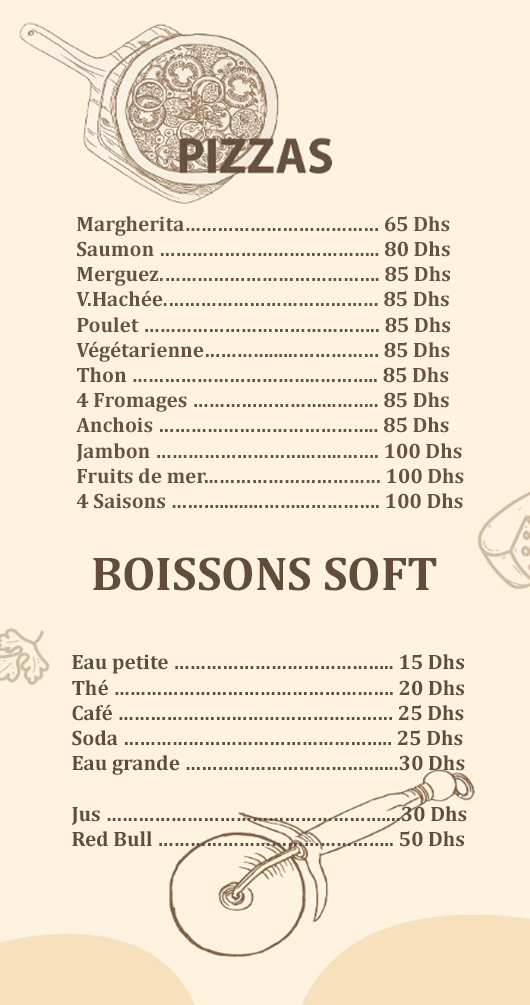 PIZZAS
Margherita................................. 65 Dhs
Saumon ..................................... 80 Dhs
Merguez..................................... 85 Dhs
V.Hachée.................................... 85 Dhs
Poulet ....................................... 85 Dhs
Végétarienne.............................. 85 Dhs
Thon ......................................... 85 Dhs
4 Fromages ............................... 85 Dhs
Anchois ..................................... 85 Dhs
Jambon ..................................... 100 Dhs
Fruits de mer............................. 100 Dhs
4 Saisons ................................... 100 Dhs
BOISSONS SOFT
Eau petite ..................................... 15 Dhs
Thé ............................................... 20 Dhs
Café .............................................. 25 Dhs
Soda ............................................. 25 Dhs
Eau grande ....................................30 Dhs
Jus ..................................................30 Dhs
Red Bull ........................................ 50 Dhs